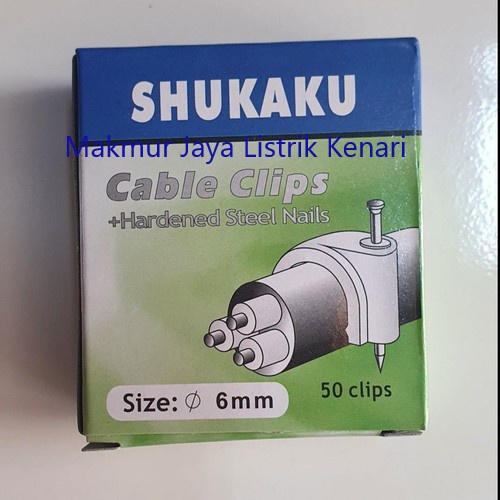 SHUKAKU
Makmur Jaya Listrik Kenari
Cable Clips
+Hardened Steel Nails
Size: ∅ 6mm
50 clips